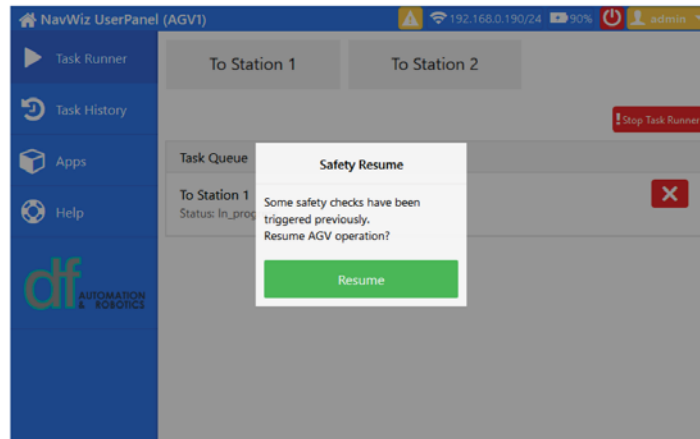 NavWiz UserPanel (AGV1)
192.168.0.190/24
90%
admin
Task Runner
Task History
Apps
Help
df AUTOMATION
& ROBOTICS
To Station 1
To Station 2
!Stop Task Runner
Task Queue
To Station 1
Status: In_prog
Safety Resume
Some safety checks have been
triggered previously.
Resume AGV operation?
Resume